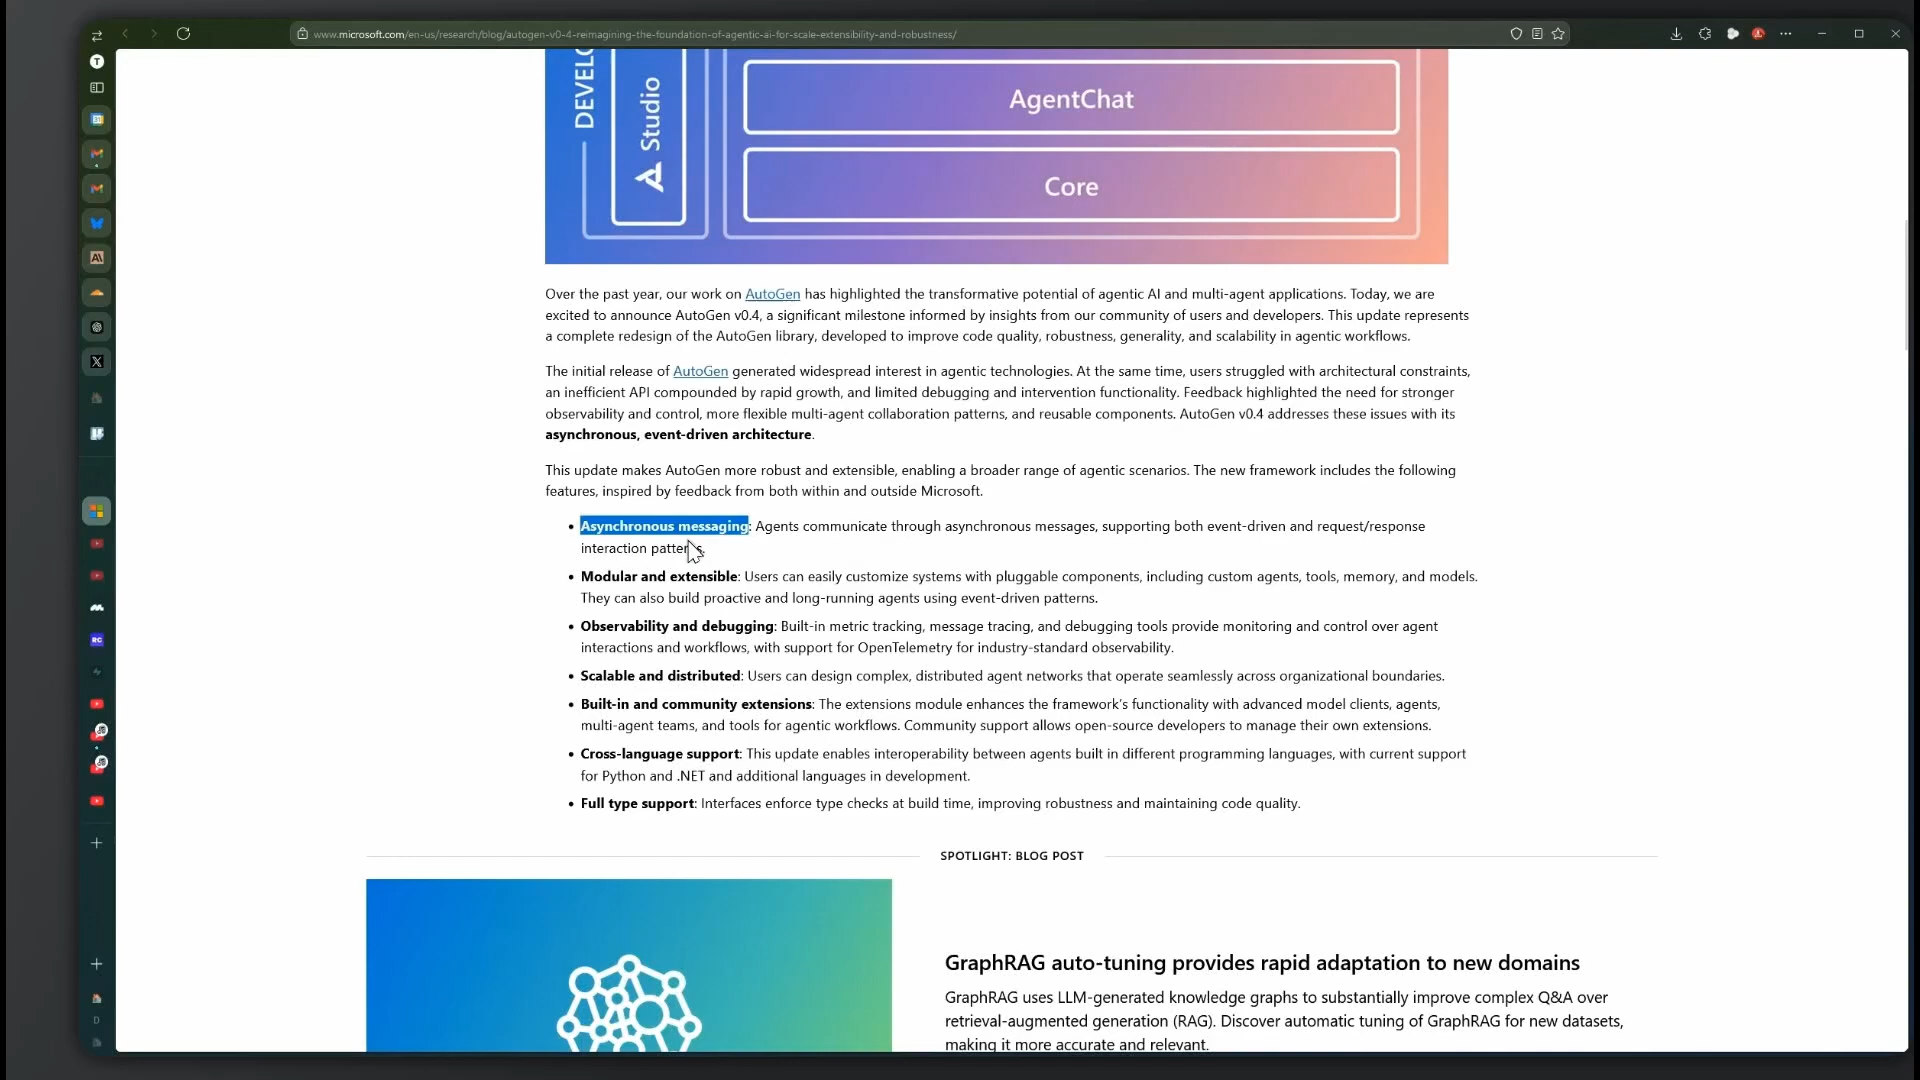 www.microsoft.com/en-us/research/blog/autogen-v0-4-reimagining-the-foundation-of-agentic-ai-for-scale-extensibility-and-robustness/
DEVELO
Studio
AgentChat
Core
Over the past year, our work on AutoGen has highlighted the transformative potential of agentic AI and multi-agent applications. Today, we are
excited to announce AutoGen v0.4, a significant milestone informed by insights from our community of users and developers. This update represents
a complete redesign of the AutoGen library, developed to improve code quality, robustness, generality, and scalability in agentic workflows.
The initial release of AutoGen generated widespread interest in agentic technologies. At the same time, users struggled with architectural constraints,
an inefficient API compounded by rapid growth, and limited debugging and intervention functionality. Feedback highlighted the need for stronger
observability and control, more flexible multi-agent collaboration patterns, and reusable components. AutoGen v0.4 addresses these issues with its
asynchronous, event-driven architecture.
This update makes AutoGen more robust and extensible, enabling a broader range of agentic scenarios. The new framework includes the following
features, inspired by feedback from both within and outside Microsoft.
• Asynchronous messaging: Agents communicate through asynchronous messages, supporting both event-driven and request/response
interaction patterns.
• Modular and extensible: Users can easily customize systems with pluggable components, including custom agents, tools, memory, and models.
They can also build proactive and long-running agents using event-driven patterns.
• Observability and debugging: Built-in metric tracking, message tracing, and debugging tools provide monitoring and control over agent
interactions and workflows, with support for OpenTelemetry for industry-standard observability.
• Scalable and distributed: Users can design complex, distributed agent networks that operate seamlessly across organizational boundaries.
• Built-in and community extensions: The extensions module enhances the framework's functionality with advanced model clients, agents,
multi-agent teams, and tools for agentic workflows. Community support allows open-source developers to manage their own extensions.
• Cross-language support: This update enables interoperability between agents built in different programming languages, with current support
for Python and .NET and additional languages in development.
• Full type support: Interfaces enforce type checks at build time, improving robustness and maintaining code quality.
SPOTLIGHT: BLOG POST
GraphRAG auto-tuning provides rapid adaptation to new domains
GraphRAG uses LLM-generated knowledge graphs to substantially improve complex Q&A over
retrieval-augmented generation (RAG). Discover automatic tuning of GraphRAG for new datasets,
making it more accurate and relevant.